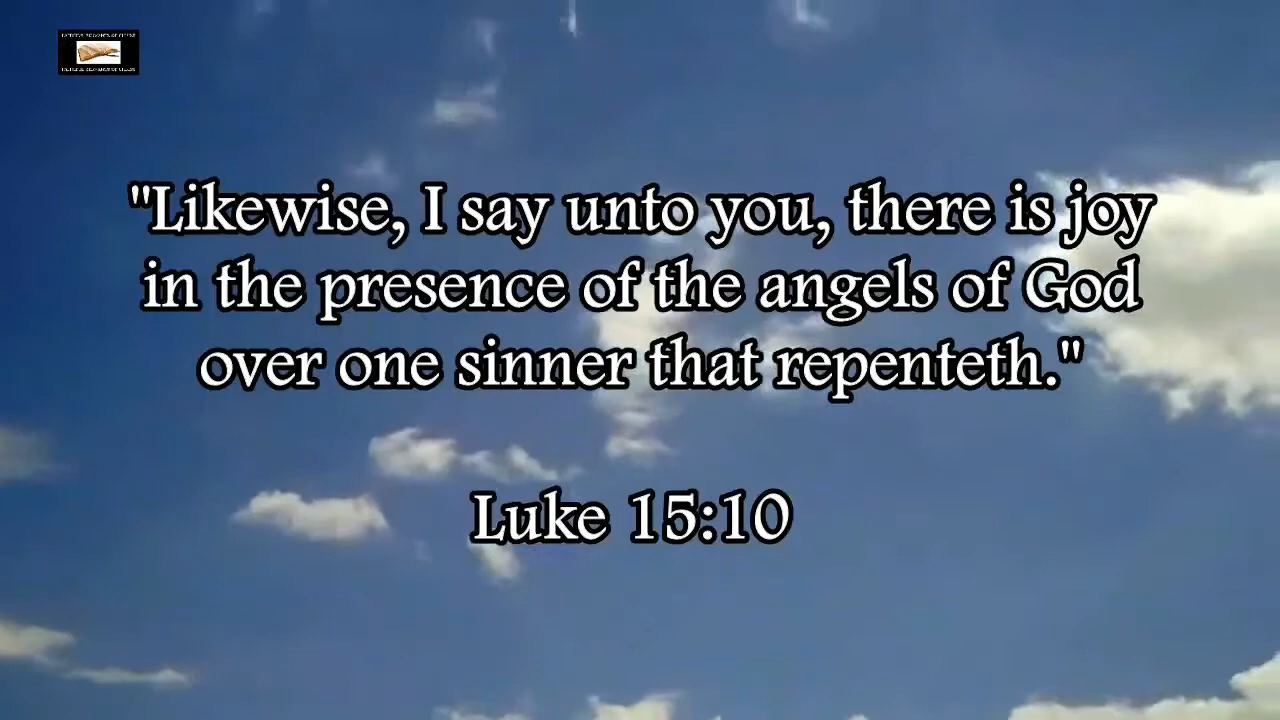 "Likewise, I say unto you, there is joy
in the presence of the angels of God
over one sinner that repenteth."
Luke 15:10